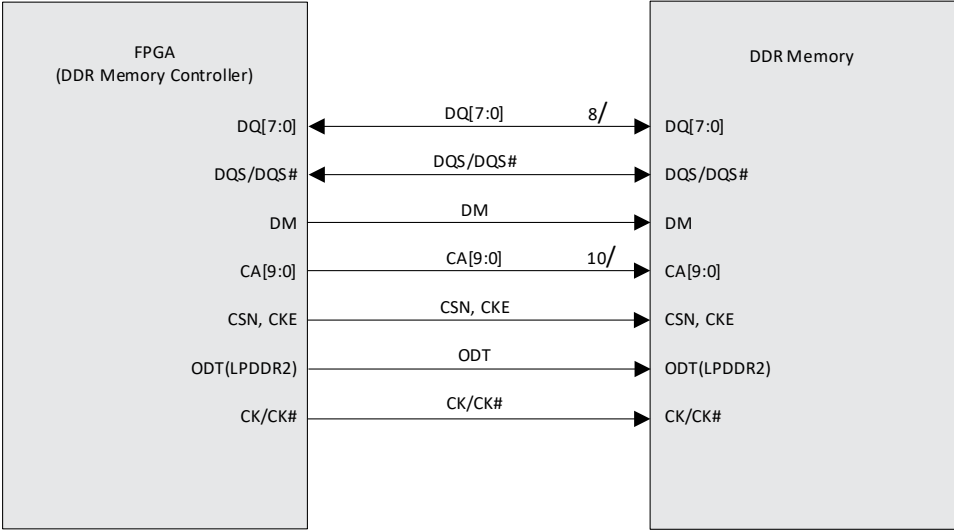 FPGA
(DDR Memory Controller)
DDR Memory
DQ[7:0] DQ[7:0] 8/ DQ[7:0]
DQS/DQS# DQS/DQS# DQS/DQS#
DM DM DM
CA[9:0] CA[9:0] 10/ CA[9:0]
CSN, CKE CSN, CKE CSN, CKE
ODT(LPDDR2) ODT ODT(LPDDR2)
CK/CK# CK/CK# CK/CK#